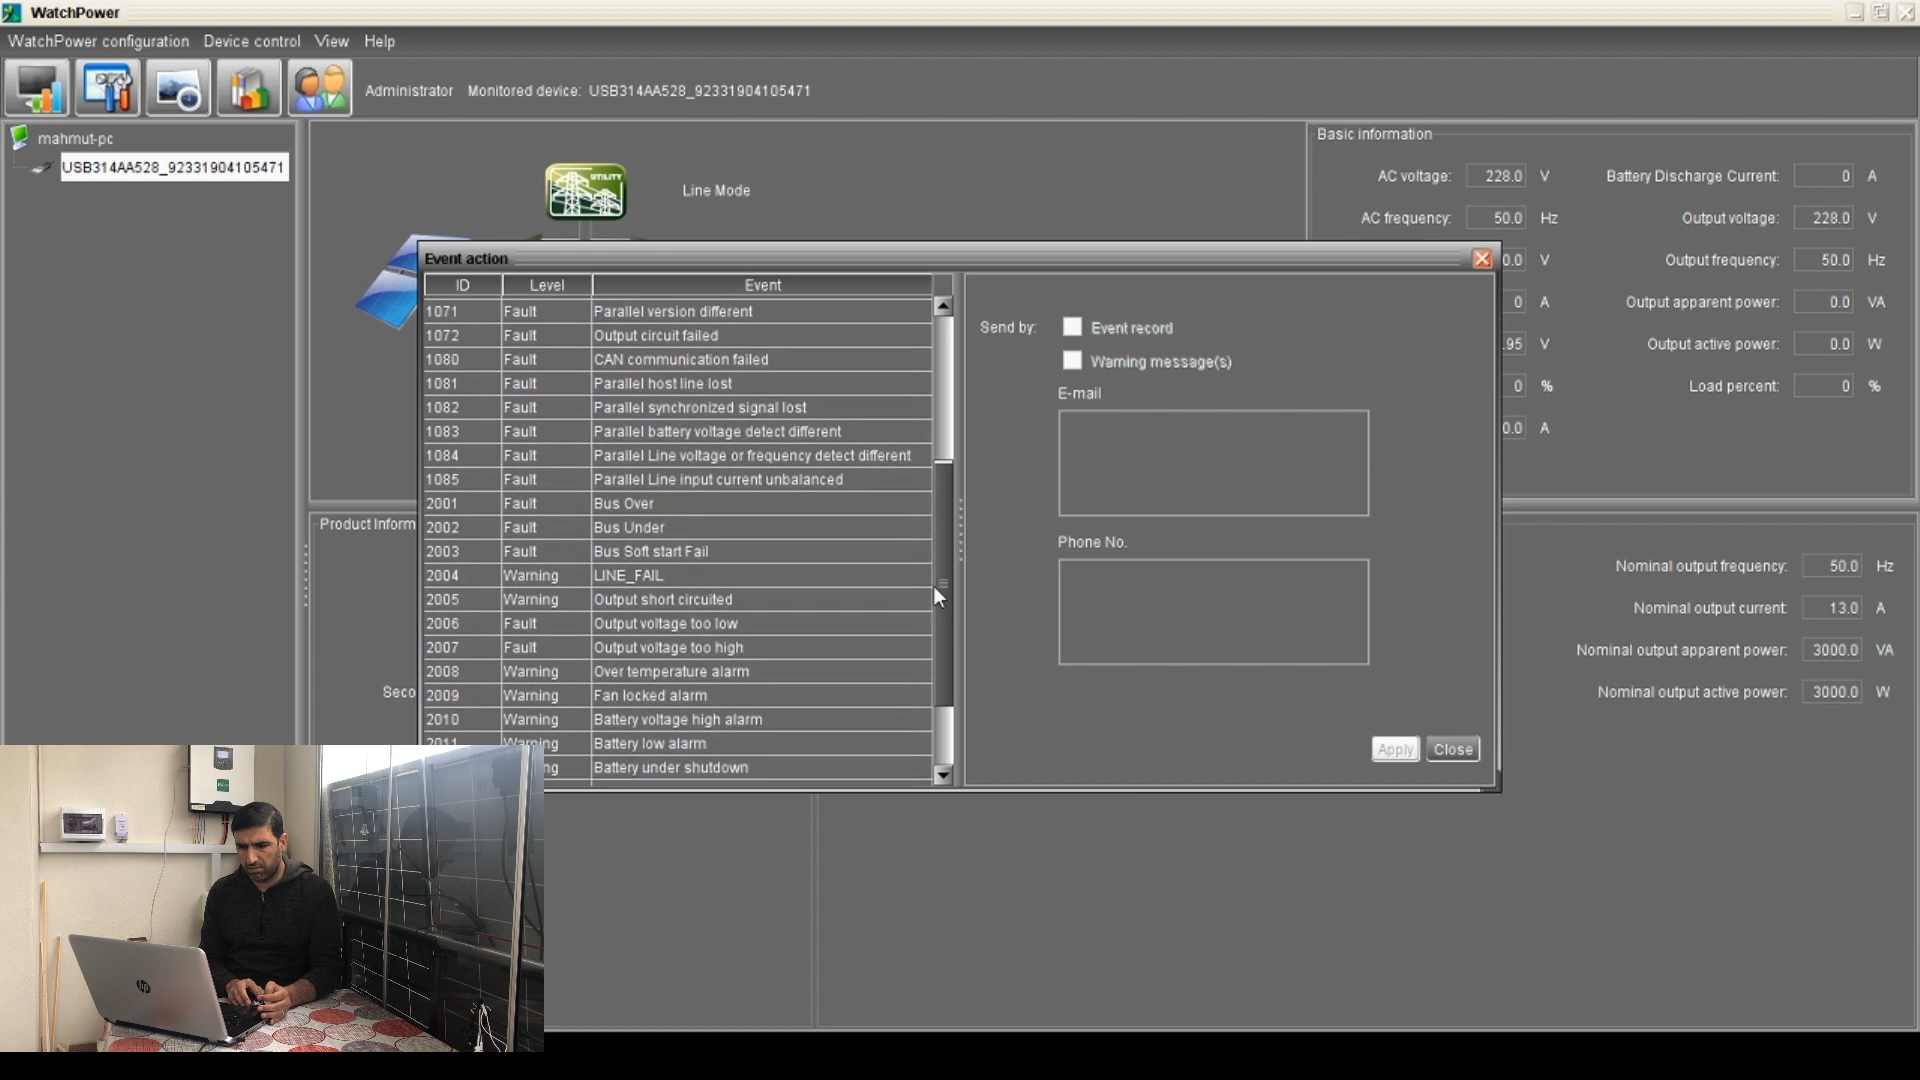 WatchPower
WatchPower configuration Device control View Help
Administrator Monitored device: USB314AA528_92331904105471
mahmut-pc
USB314AA528_92331904105471
UTILITY
Line Mode
Basic information
AC voltage: 228.0 V Battery Discharge Current: 0 A
AC frequency: 50.0 Hz Output voltage: 228.0 V
0.0 V Output frequency: 50.0 Hz
0 A Output apparent power: 0.0 VA
95 V Output active power: 0.0 W
0 % Load percent: 0 %
0.0 A
Event action
ID Level Event
1071 Fault Parallel version different
1072 Fault Output circuit failed
1080 Fault CAN communication failed
1081 Fault Parallel host line lost
1082 Fault Parallel synchronized signal lost
1083 Fault Parallel battery voltage detect different
1084 Fault Parallel Line voltage or frequency detect different
1085 Fault Parallel Line input current unbalanced
2001 Fault Bus Over
2002 Fault Bus Under
2003 Fault Bus Soft start Fail
2004 Warning LINE_FAIL
2005 Warning Output short circuited
2006 Fault Output voltage too low
2007 Fault Output voltage too high
2008 Warning Over temperature alarm
2009 Warning Fan locked alarm
2010 Warning Battery voltage high alarm
2011 Warning Battery low alarm
ng Battery under shutdown
Send by: Event record
Warning message(s)
E-mail
Phone No.
Apply Close
Product Inform
Seco
Nominal output frequency: 50.0 Hz
Nominal output current: 13.0 A
Nominal output apparent power: 3000.0 VA
Nominal output active power: 3000.0 W
hp